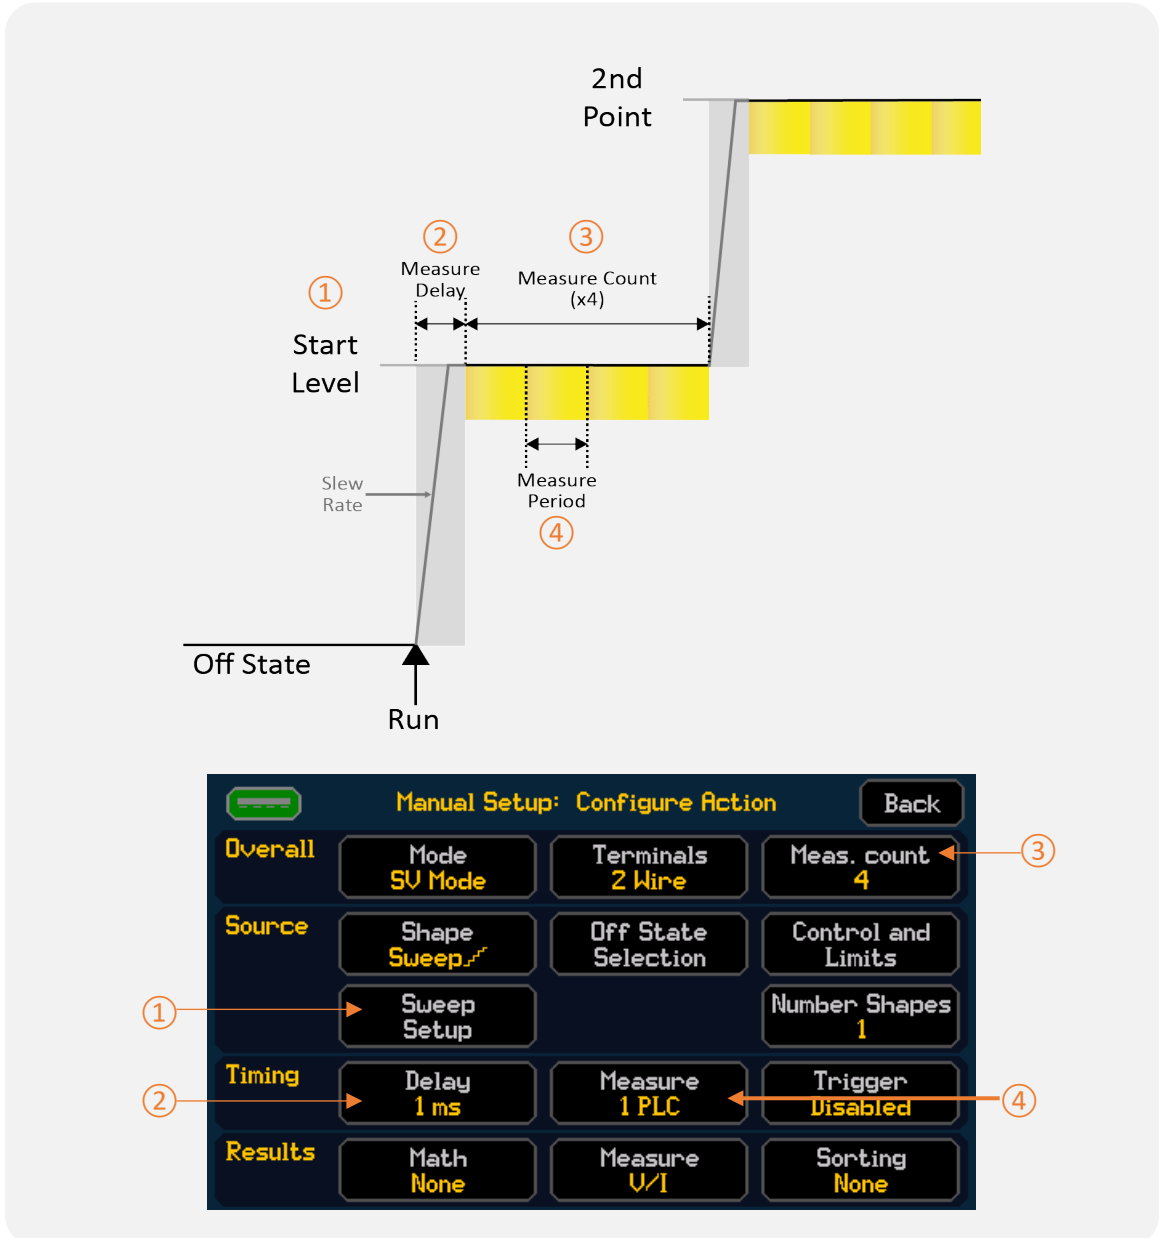 2nd
Point
②
③
Measure
Delay
Measure Count
(x4)
①
Start
Level
Slew
Rate
Measure
Period
④
Off State
Run
Manual Setup: Configure Action
Back
Overall
Mode
SV Mode
Terminals
2 Wire
Meas. count
4
③
Source
Shape
Sweep
Off State
Selection
Control and
Limits
①
Sweep
Setup
Number Shapes
1
Timing
②
Delay
1 ms
Measure
1 PLC
Trigger
Disabled
④
Results
Math
None
Measure
V/I
Sorting
None